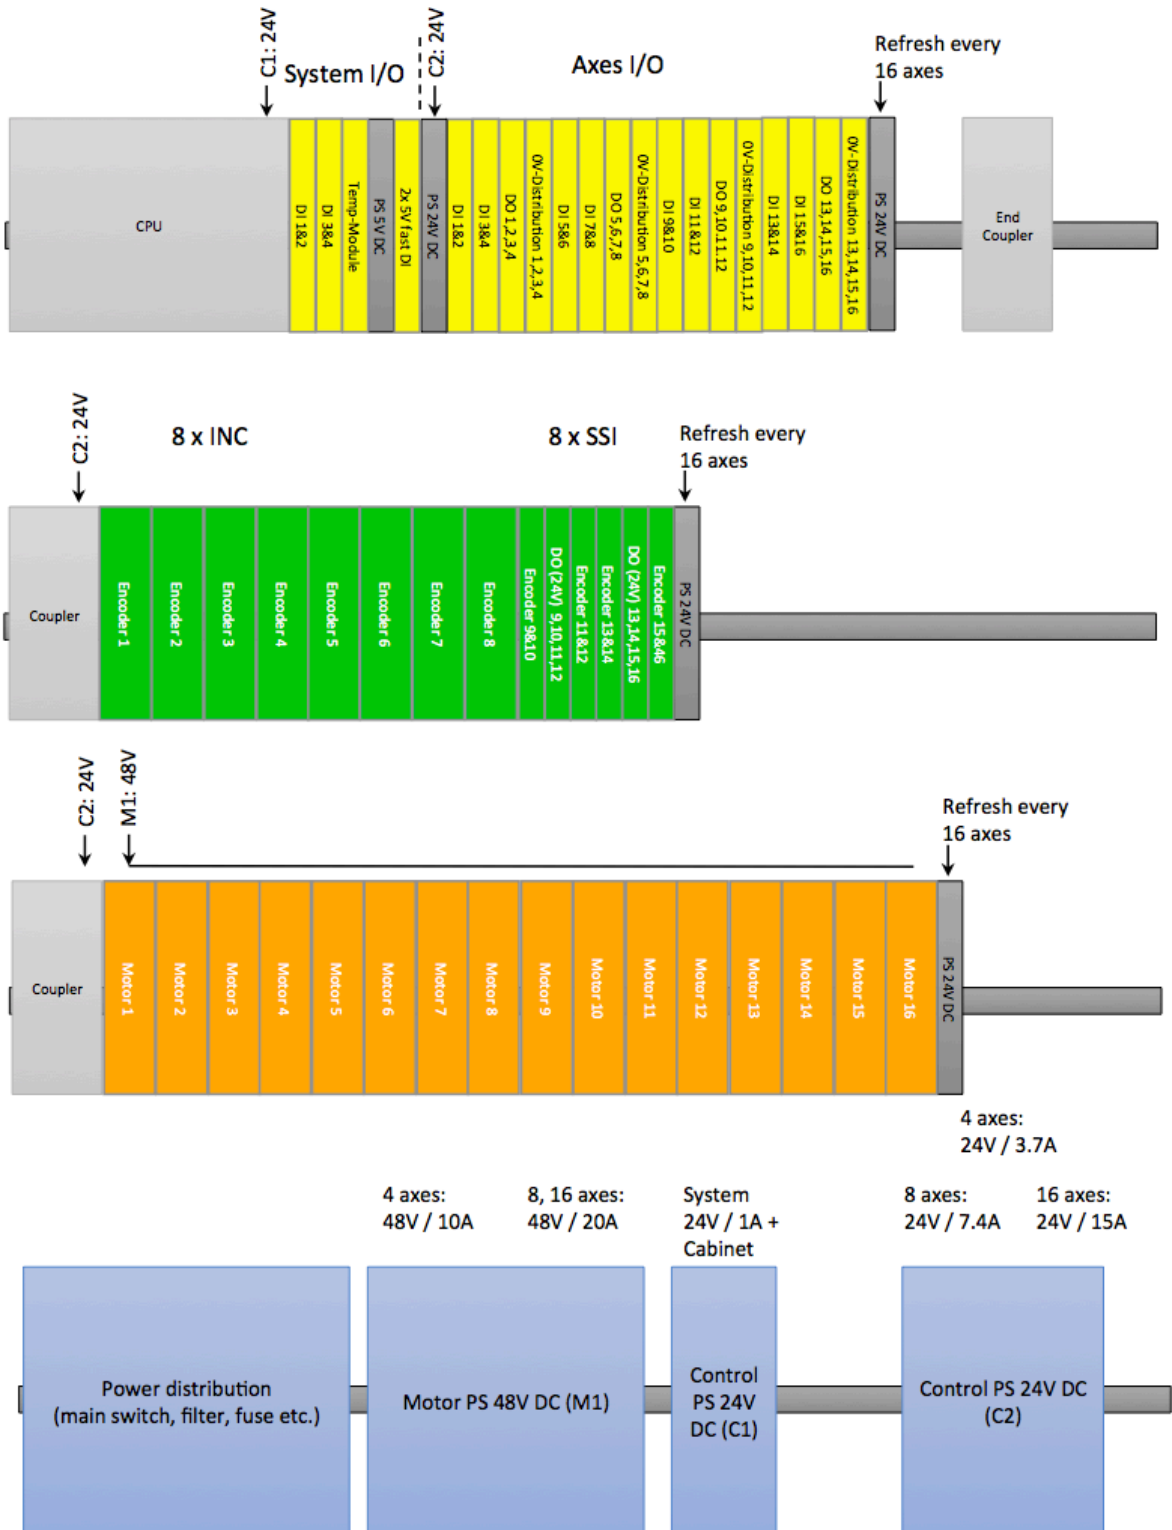 C1: 24V
System I/O
C2: 24V
Axes I/O
Refresh every
16 axes
CPU
DI 1&2
DI 3&4
Temp-Module
PS 5V DC
2x 5V fast DI
PS 24V DC
DI 1&2
DI 3&4
DO 1,2,3,4
0V-Distribution 1,2,3,4
DI 5&6
DI 7&8
DO 5,6,7,8
0V-Distribution 5,6,7,8
DI 9&10
DI 11&12
DO 9,10.11.12
0V-Distribution 9,10,11,12
DI 13&14
DI 15&16
DO 13,14,15,16
0V-Distribution 13,14,15,16
PS 24V DC
End
Coupler
C2: 24V
8 x INC
8 x SSI
Refresh every
16 axes
Coupler
Encoder 1
Encoder 2
Encoder 3
Encoder 4
Encoder 5
Encoder 6
Encoder 7
Encoder 8
Encoder 9&10
DO (24V) 9,10,11,12
Encoder 11&12
Encoder 13&14
DO (24V) 13,14,15,16
Encoder 15&46
PS 24V DC
C2: 24V
M1: 48V
Refresh every
16 axes
Coupler
Motor 1
Motor 2
Motor 3
Motor 4
Motor 5
Motor 6
Motor 7
Motor 8
Motor 9
Motor 10
Motor 11
Motor 12
Motor 13
Motor 14
Motor 15
Motor 16
PS 24V DC
4 axes:
24V / 3.7A
4 axes:
48V / 10A
8, 16 axes:
48V / 20A
System
24V / 1A +
Cabinet
8 axes:
24V / 7.4A
16 axes:
24V / 15A
Power distribution
(main switch, filter, fuse etc.)
Motor PS 48V DC (M1)
Control
PS 24V
DC (C1)
Control PS 24V DC
(C2)